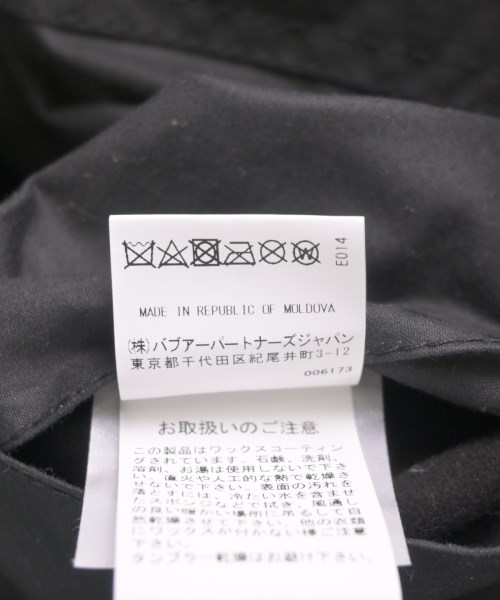 E014
MADE IN REPUBLIC OF MOLDOVA
(株)バブアーパートナーズジャパン
東京都千代田区紀尾井町3-12
006173
お取扱いのご注意
この製品はワックスコーティン
グされています。石鹸、洗剤、
溶剤、お湯は使用しないで下さ
い。直火や人工的な熱で乾燥さ
せないで下さい。表面の汚れを
落とすには、冷たい水を含ませ
たスポンジなどで拭き、風通し
の良い暖かい場所に吊るして自
然乾燥させて下さい。他の衣類
にワックスが付かない様ご注意
下さい。
タンブラー乾燥はお避け下さい。